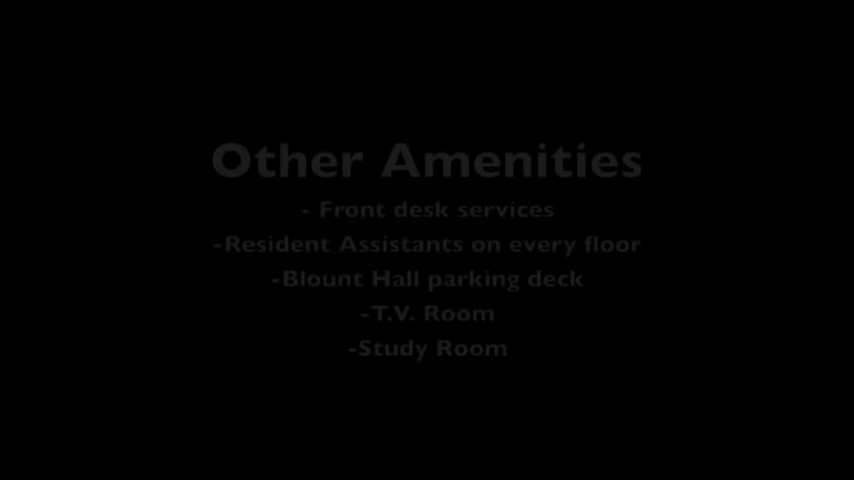 Other Amenities
- Front desk services
-Resident Assistants on every floor
-Blount Hall parking deck
-T.V. Room
-Study Room